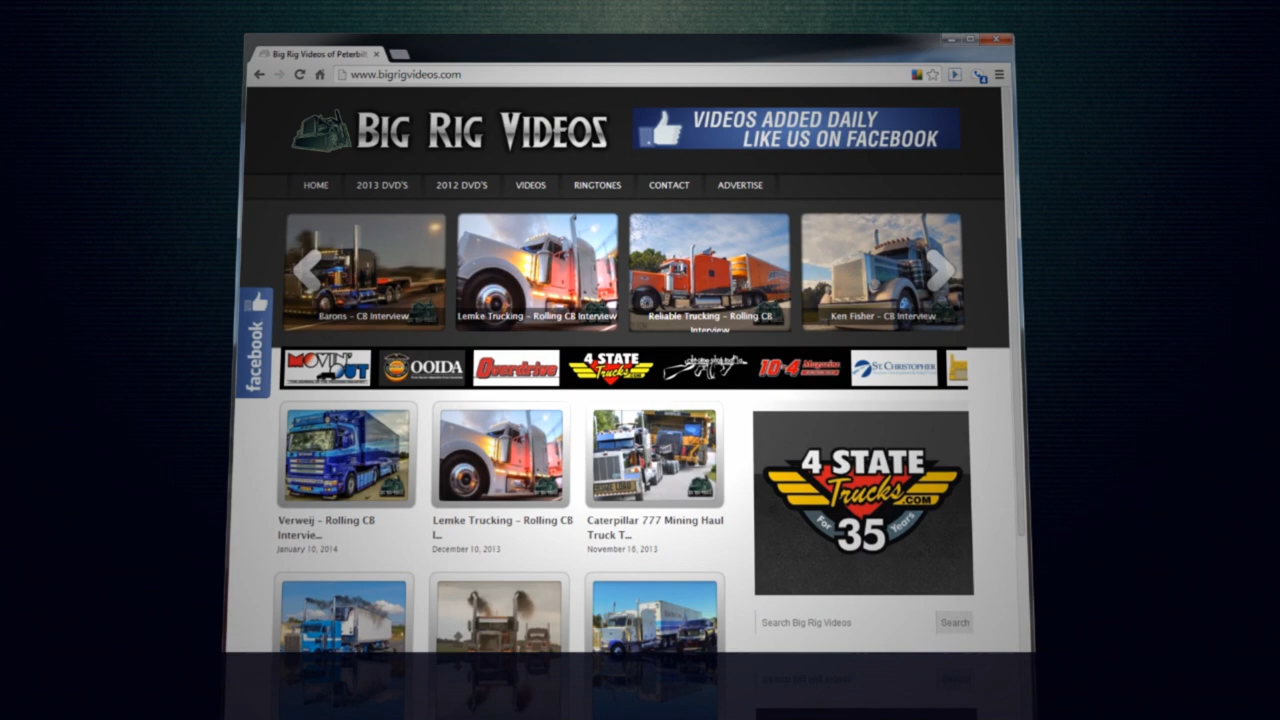 Big Rig Videos of Peterbilt
www.bigrigvideos.com
BIG RIG VIDEOS
VIDEOS ADDED DAILY
LIKE US ON FACEBOOK
HOME 2013 DVD'S 2012 DVD'S VIDEOS RINGTONES CONTACT ADVERTISE
Barons - CB Interview
Lemke Trucking - Rolling CB Interview
Reliable Trucking - Rolling CB
Interview
Ken Fisher - CB Interview
facebook
MOVIN' OUT
OOIDA
Overdrive
4 STATE
Trucks.COM
10-4 Magazine
ST. CHRISTOPHER
Verweij - Rolling CB
Intervie...
January 10, 2014
Lemke Trucking - Rolling CB
I...
December 10, 2013
Caterpillar 777 Mining Haul
Truck T...
November 16, 2013
4 STATE
Trucks.COM
For 35 Years
Search Big Rig Videos
Search